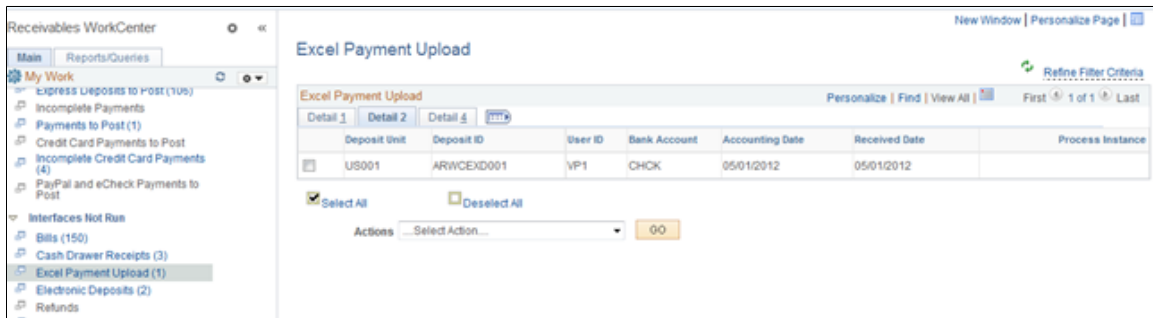 New Window | Personalize Page |
Receivables WorkCenter
Main Reports/Queries
My Work
Express Deposits to Post (105)
Incomplete Payments
Payments to Post (1)
Credit Card Payments to Post
Incomplete Credit Card Payments
(4)
PayPal and eCheck Payments to
Post
Interfaces Not Run
Bills (150)
Cash Drawer Receipts (3)
Excel Payment Upload (1)
Electronic Deposits (2)
Refunds
Excel Payment Upload
Refine Filter Criteria
Excel Payment Upload Personalize | Find | View All | First 1 of 1 Last
Detail 1 Detail 2 Detail 4
Deposit Unit Deposit ID User ID Bank Account Accounting Date Received Date Process Instance
US001 ARWCEXD001 VP1 CHCK 05/01/2012 05/01/2012
Select All Deselect All
Actions ...Select Action... GO